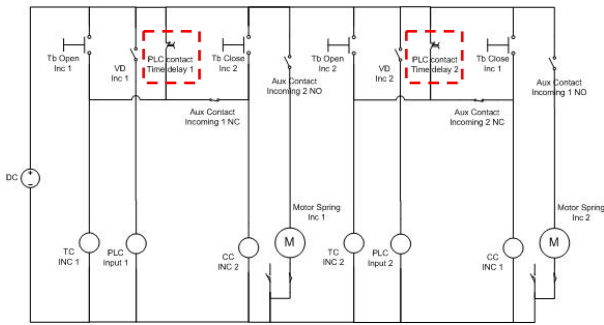 Tb Open
Inc 1
VD
Inc 1
PLC contact
Time delay 1
Tb Close
Inc 2
Aux Contact
Incoming 2 NO
Tb Open
Inc 2
VD
Inc 2
PLC contact
Time delay 2
Tb Close
Inc 1
Aux Contact
Incoming 1 NO
Aux Contact
Incoming 1 NC
Aux Contact
Incoming 2 NC
DC
+
−
TC
INC 1
PLC
Input 1
CC
INC 2
Motor Spring
Inc 1
M
TC
INC 2
PLC
Input 2
CC
INC 1
Motor Spring
Inc 2
M